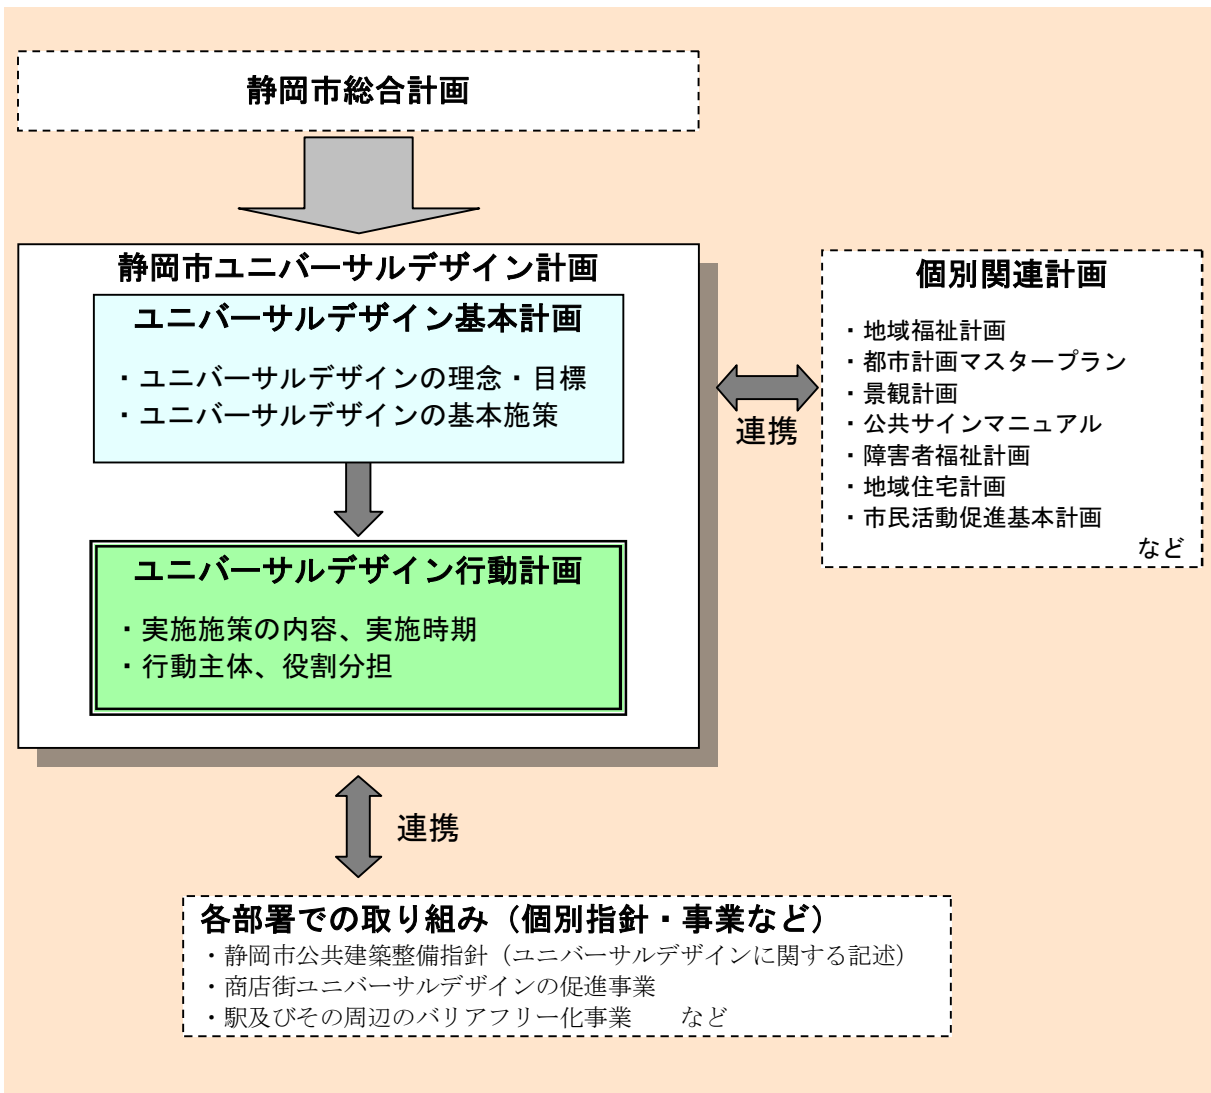 静岡市総合計画
静岡市ユニバーサルデザイン計画
ユニバーサルデザイン基本計画
・ユニバーサルデザインの理念・目標
・ユニバーサルデザインの基本施策
ユニバーサルデザイン行動計画
・実施施策の内容、実施時期
・行動主体、役割分担
連携
個別関連計画
・地域福祉計画
・都市計画マスタープラン
・景観計画
・公共サインマニュアル
・障害者福祉計画
・地域住宅計画
・市民活動促進基本計画
など
連携
各部署での取り組み（個別指針・事業など）
・静岡市公共建築整備指針（ユニバーサルデザインに関する記述）
・商店街ユニバーサルデザインの促進事業
・駅及びその周辺のバリアフリー化事業　　など